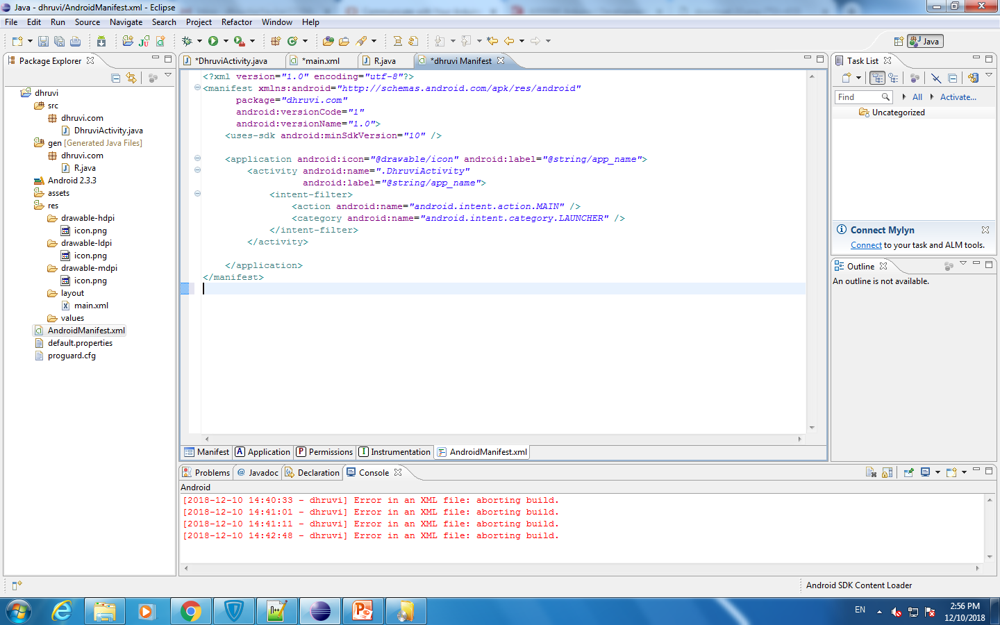 Java - dhruvi/AndroidManifest.xml - Eclipse
File Edit Run Source Navigate Search Project Refactor Window Help
Java
Package Explorer
*DhruviActivity.java
*main.xml
R.java
*dhruvi Manifest
Task List
dhruvi
src
dhruvi.com
DhruviActivity.java
gen [Generated Java Files]
dhruvi.com
R.java
Android 2.3.3
assets
res
drawable-hdpi
icon.png
drawable-ldpi
icon.png
drawable-mdpi
icon.png
layout
main.xml
values
AndroidManifest.xml
default.properties
proguard.cfg
<?xml version="1.0" encoding="utf-8"?>
<manifest xmlns:android="http://schemas.android.com/apk/res/android"
package="dhruvi.com"
android:versionCode="1"
android:versionName="1.0">
<uses-sdk android:minSdkVersion="10" />
<application android:icon="@drawable/icon" android:label="@string/app_name">
<activity android:name=".DhruviActivity"
android:label="@string/app_name">
<intent-filter>
<action android:name="android.intent.action.MAIN" />
<category android:name="android.intent.category.LAUNCHER" />
</intent-filter>
</activity>
</application>
</manifest>
Manifest
A Application
P Permissions
I Instrumentation
AndroidManifest.xml
Find
All
Activate...
Uncategorized
Connect Mylyn
Connect to your task and ALM tools.
Outline
An outline is not available.
Problems
@ Javadoc
Declaration
Console
Android
[2018-12-10 14:40:33 - dhruvi] Error in an XML file: aborting build.
[2018-12-10 14:41:01 - dhruvi] Error in an XML file: aborting build.
[2018-12-10 14:41:11 - dhruvi] Error in an XML file: aborting build.
[2018-12-10 14:42:48 - dhruvi] Error in an XML file: aborting build.
Android SDK Content Loader
EN
2:56 PM
12/10/2018